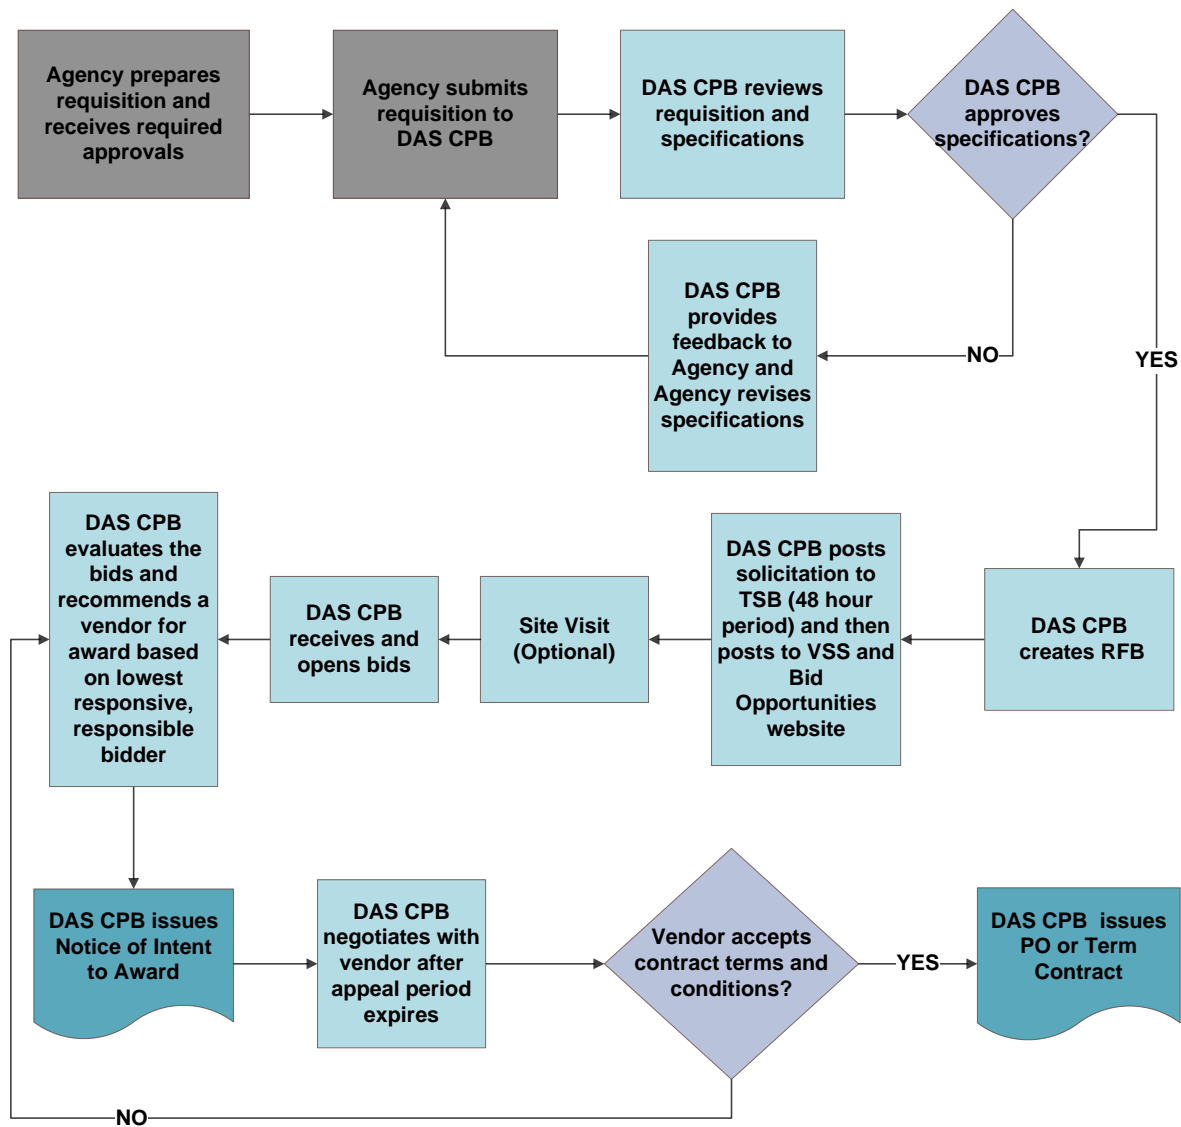 Agency prepares
requisition and
receives required
approvals
Agency submits
requisition to
DAS CPB
DAS CPB reviews
requisition and
specifications
DAS CPB
approves
specifications?
DAS CPB
provides
feedback to
Agency and
Agency revises
specifications
NO
YES
DAS CPB
creates RFB
DAS CPB posts
solicitation to
TSB (48 hour
period) and then
posts to VSS and
Bid
Opportunities
website
Site Visit
(Optional)
DAS CPB
receives and
opens bids
DAS CPB
evaluates the
bids and
recommends a
vendor for
award based
on lowest
responsive,
responsible
bidder
DAS CPB issues
Notice of Intent
to Award
DAS CPB
negotiates with
vendor after
appeal period
expires
Vendor accepts
contract terms and
conditions?
YES
DAS CPB issues
PO or Term
Contract
NO